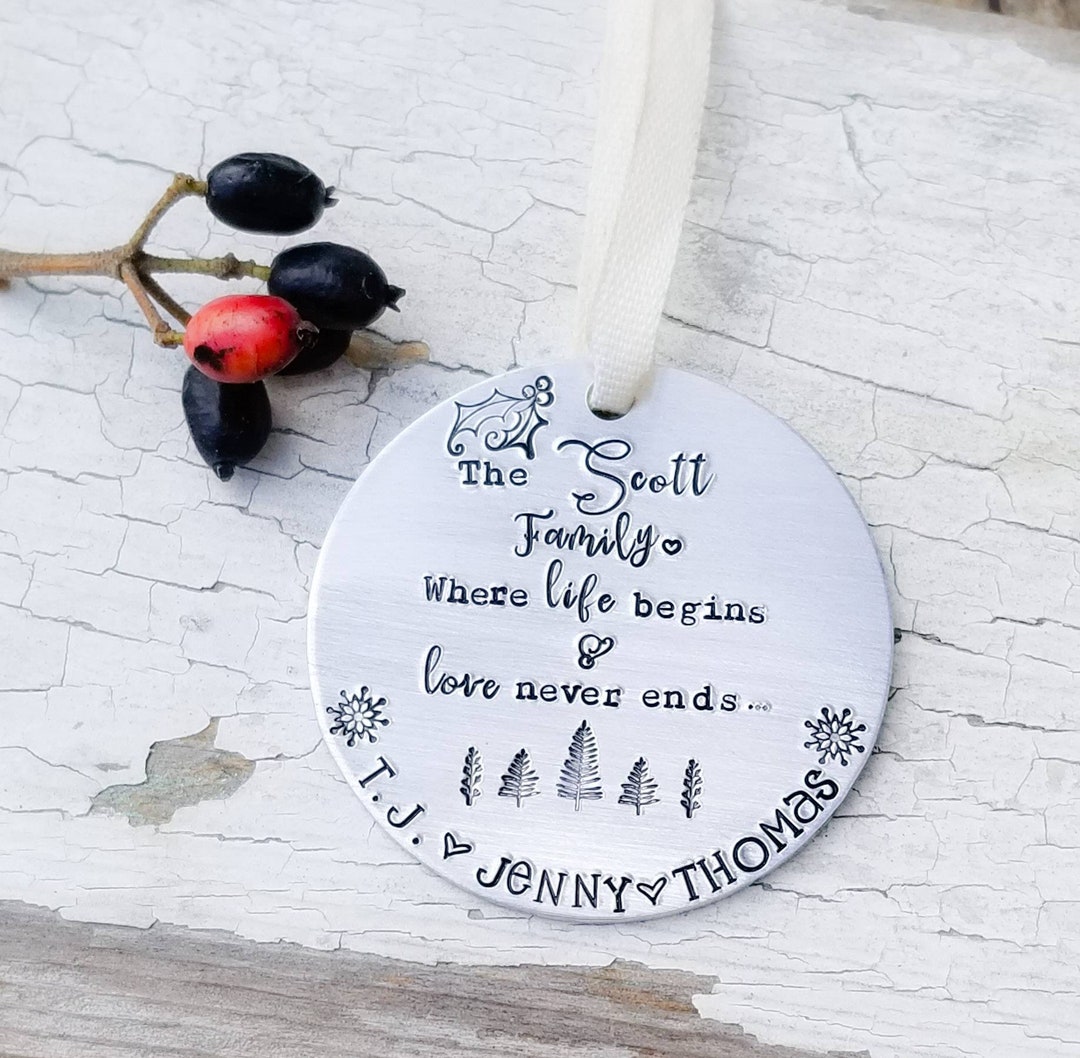 The Scott
Family
Where life begins
&
love never ends...
T.J. JeNNY THOMas